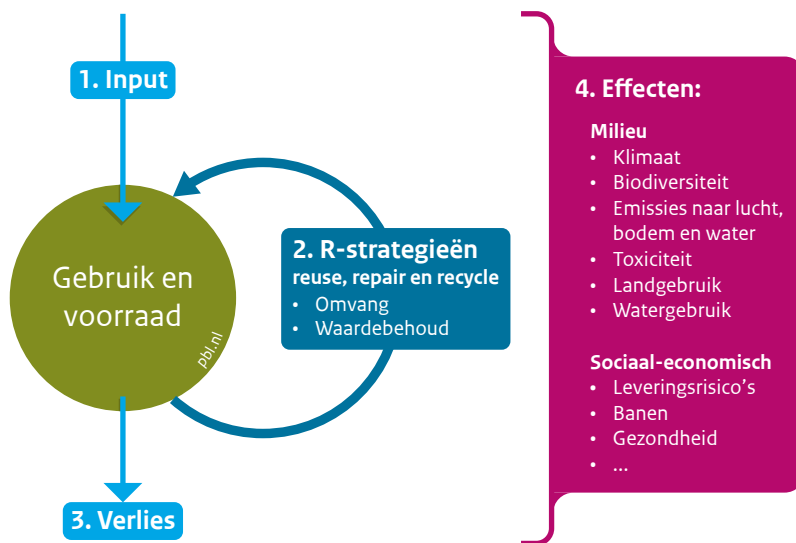 1. Input
Gebruik en
voorraad
pbl.nl
2. R-strategieën
reuse, repair en recycle
• Omvang
• Waardebehoud
3. Verlies
4. Effecten:
Milieu
• Klimaat
• Biodiversiteit
• Emissies naar lucht,
bodem en water
• Toxiciteit
• Landgebruik
• Watergebruik
Sociaal-economisch
• Leveringsrisico’s
• Banen
• Gezondheid
• ...